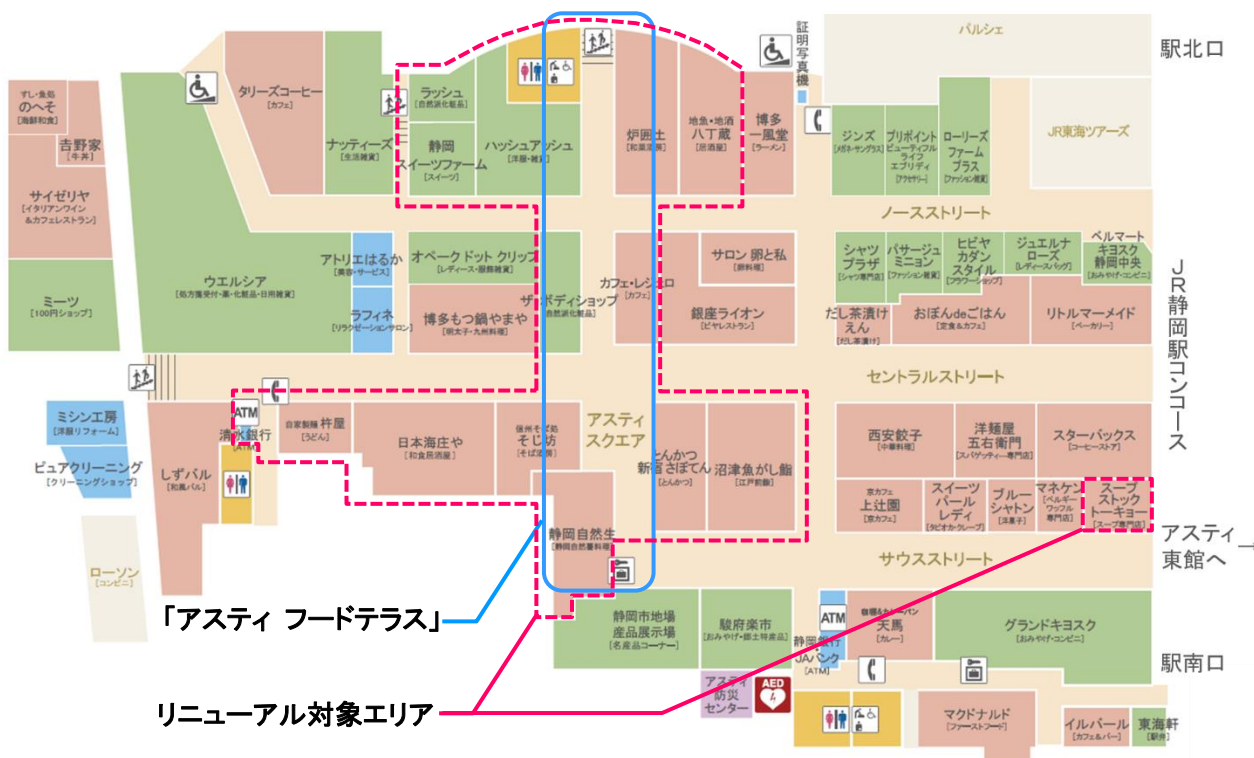 パルシェ
駅北口
証明写真機
すし・魚処
のへそ
[海鮮和食]
吉野家
[牛丼]
サイゼリヤ
[イタリアンワイン
&カフェレストラン]
ミーツ
[100円ショップ]
タリーズコーヒー
[カフェ]
ナッティーズ
[生活雑貨]
ラッシュ
[自然派化粧品]
静岡
スイーツファーム
[スイーツ]
ハッシュアッシュ
[洋服・雑貨]
炉囲土
[和菜酒蕎]
地魚・地酒
八丁蔵
[居酒屋]
博多
一風堂
[ラーメン]
ジンズ
[メガネ・サングラス]
プリポイント
ビューティフル
ライフ
エブリディ
[アクセサリー]
ローリーズ
ファーム
プラス
[ファッション雑貨]
JR東海ツアーズ
ノースストリート
ウエルシア
[処方箋受付・薬・化粧品・日用雑貨]
アトリエはるか
[美容・サービス]
ラフィネ
[リラクゼーションサロン]
オペーク ドット クリップ
[レディース・服飾雑貨]
博多もつ鍋やまや
[明太子・九州料理]
ザ・ボディショップ
[自然派化粧品]
カフェ・レジェロ
[カフェ]
サロン 卵と私
[卵料理]
銀座ライオン
[ビヤレストラン]
シャツ
プラザ
[シャツ専門店]
パサージュ
ミニョン
[ファッション雑貨]
ヒビヤ
カダン
スタイル
[フラワーショップ]
ジュエルナ
ローズ
[レディースバッグ]
ベルマート
キヨスク
静岡中央
[おみやげ・コンビニ]
だし茶漬け
えん
[だし茶漬け]
おぼんdeごはん
[定食&カフェ]
リトルマーメイド
[ベーカリー]
JR静岡駅コンコース
セントラルストリート
ミシン工房
[洋服リフォーム]
ピュアクリーニング
[クリーニングショップ]
ローソン
[コンビニ]
しずバル
[和風バル]
ATM
清水銀行
[ATM]
自家製麺 杵屋
[うどん]
日本海庄や
[和食居酒屋]
信州そば処
そじ坊
[そば酒房]
アスティ
スクエア
とんかつ
新宿さぼてん
[とんかつ]
沼津魚がし鮨
[江戸前鮨]
静岡自然生
[静岡自然薯料理]
西安餃子
[中華料理]
洋麺屋
五右衛門
[スパゲッティー専門店]
スターバックス
[コーヒーストア]
京カフェ
上辻園
[京カフェ]
スイーツ
パール
レディ
[タピオカ・クレープ]
ブルー
シャトン
[洋菓子]
マネケン
[ベルギー
ワッフル
専門店]
スープ
ストック
トーキョー
[スープ専門店]
サウスストリート
アスティ→
東館へ
「アスティ フードテラス」
リニューアル対象エリア
静岡市地場
産品展示場
[名産品コーナー]
駿府楽市
[おみやげ・郷土特産品]
ATM
静岡銀行
・JAバンク
[ATM]
珈琲&カレーパン
天馬
[カレー]
グランドキヨスク
[おみやげ・コンビニ]
駅南口
アスティ
防災
センター
AED
マクドナルド
[ファーストフード]
イルバール
[カフェ&バー]
東海軒
[駅弁]